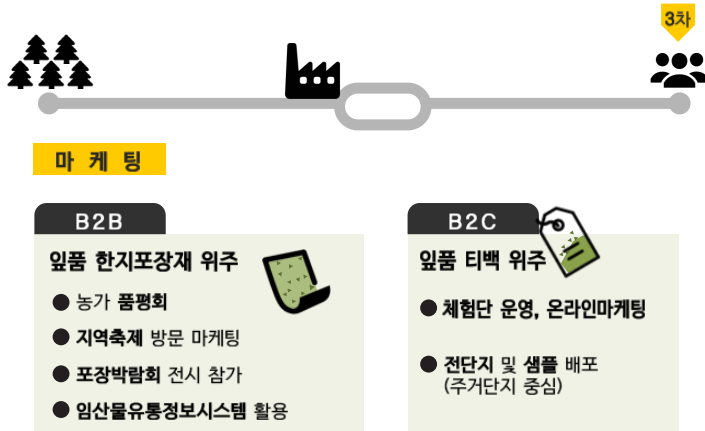 3차
마 케 팅
B2B
잎품 한지포장재 위주
● 농가 품평회
● 지역축제 방문 마케팅
● 포장박람회 전시 참가
● 임산물유통정보시스템 활용
B2C
잎품 티백 위주
● 체험단 운영, 온라인마케팅
● 전단지 및 샘플 배포
(주거단지 중심)